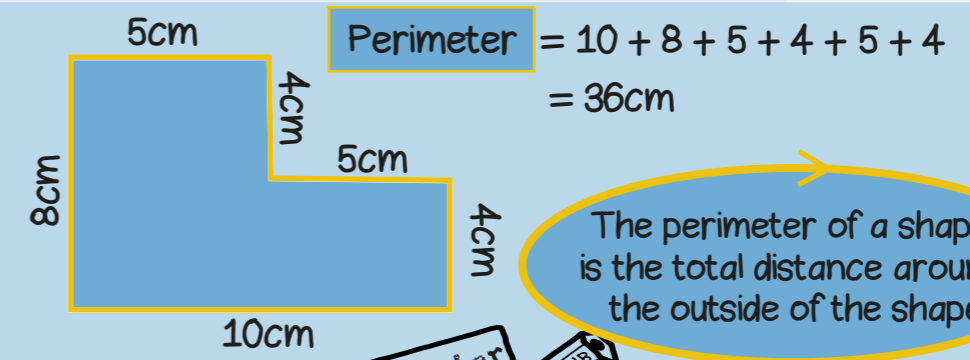 5cm
Perimeter = 10 + 8 + 5 + 4 + 5 + 4
= 36cm
4cm
5cm
8cm
4cm
10cm
The perimeter of a shap
is the total distance arou
the outside of the shape